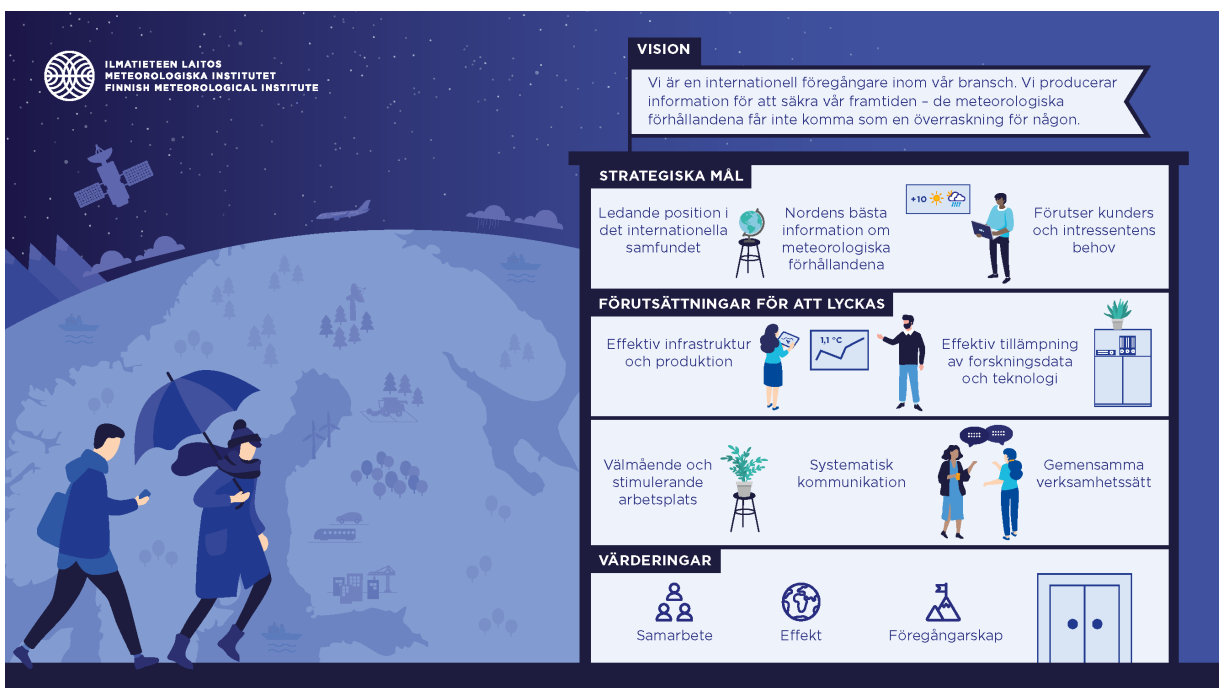 ILMATIETEEN LAITOS
METEOROLOGISKA INSTITUTET
FINNISH METEOROLOGICAL INSTITUTE
VISION
Vi är en internationell föregångare inom vår bransch. Vi producerar
information för att säkra vår framtiden – de meteorologiska
förhållandena får inte komma som en överraskning för någon.
STRATEGISKA MÅL
Ledande position i
det internationella
samfundet
Nordens bästa
information om
meteorologiska
förhållandena
+10
Förutser kunders
och intressentens
behov
FÖRUTSÄTTNINGAR FÖR ATT LYCKAS
Effektiv infrastruktur
och produktion
1,1 °C
Effektiv tillämpning
av forskningsdata
och teknologi
Välmående och
stimulerande
arbetsplats
Systematisk
kommunikation
Gemensamma
verksamhetssätt
VÄRDERINGAR
Samarbete
Effekt
Föregångarskap